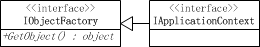 <<interface>>
IObjectFactory
+GetObject() : object
<<interface>>
IApplicationContext